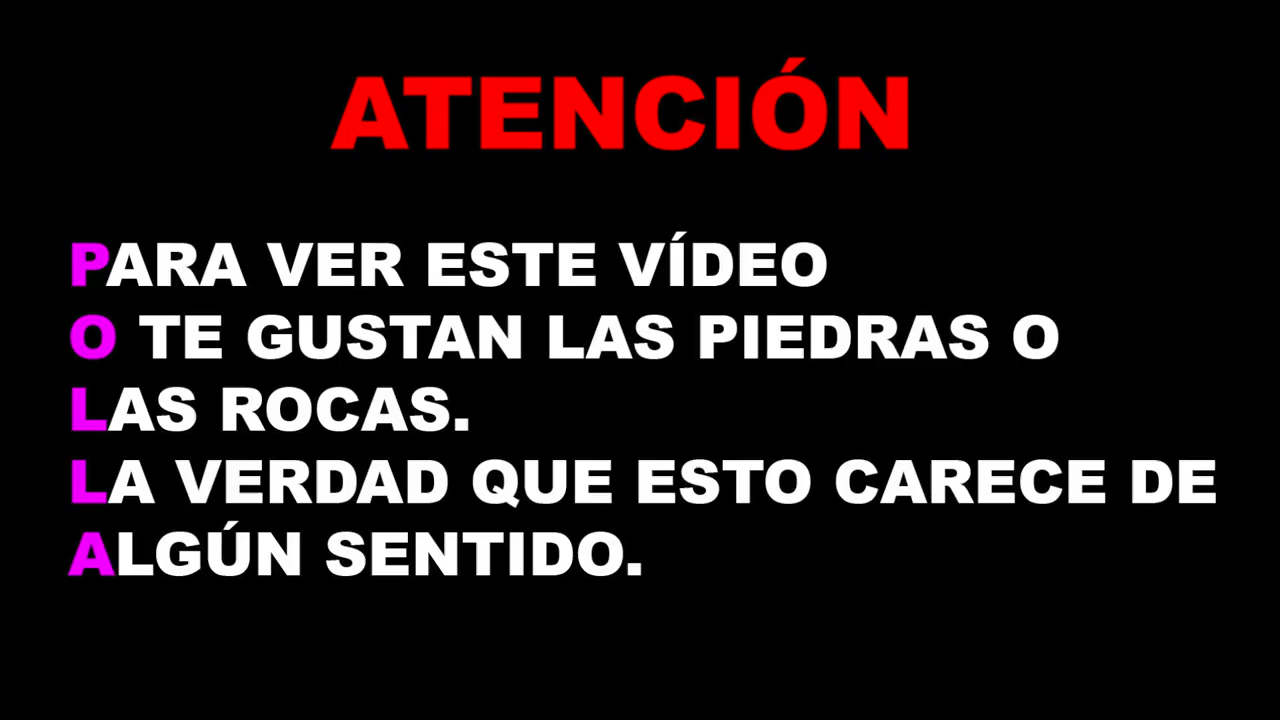 ATENCIÓN
PARA VER ESTE VÍDEO
O TE GUSTAN LAS PIEDRAS O
LAS ROCAS.
LA VERDAD QUE ESTO CARECE DE
ALGÚN SENTIDO.